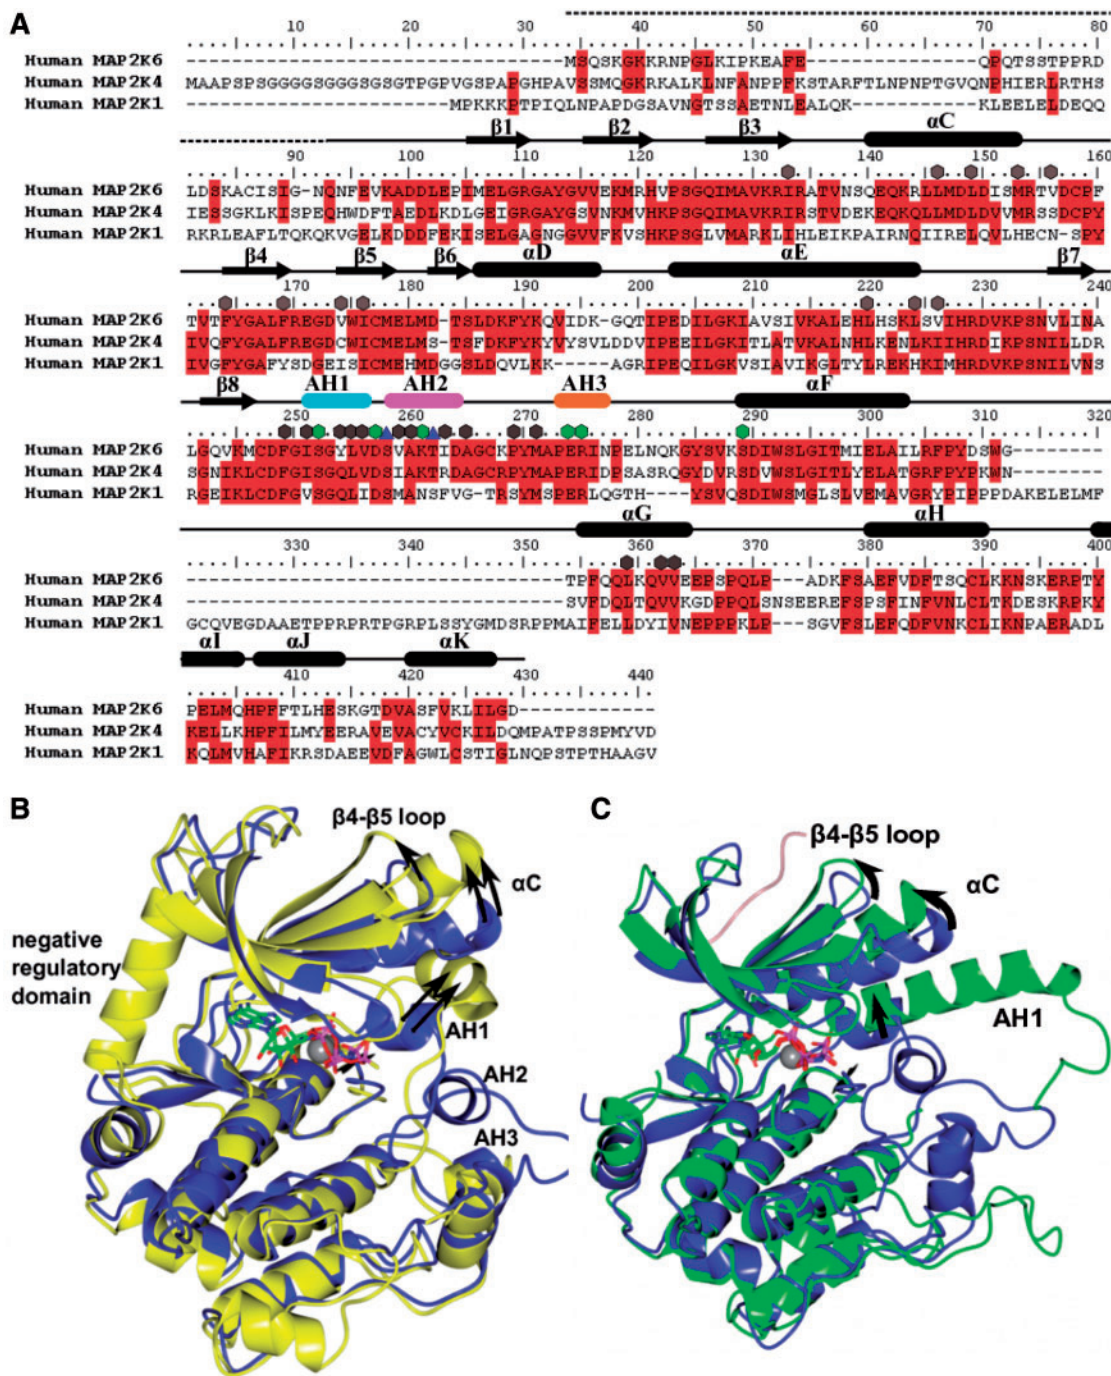 A
10 20 30 40 50 60 70 80
Human MAP2K6 ---------------------------------MSQSKGKKRNPGLKIPKEAFE---------------QPQTSSTPPRD
Human MAP2K4 MAAPSPSGGGGSGGGSGSGTPGPVGSPAPGHPAVSSMQGKRKALKLNFANPPFKSTARFTLNPNPTGVQNPHIERLRTHS
Human MAP2K1 -----------------------MPKKKPTPIQLNPAPDGSAVNGTSSAETNLEALQK-----------KLEELELDEQQ
β1 β2 β3 αC
90 100 110 120 130 140 150 160
Human MAP2K6 LDSKACISIG-NQNFEVKADDLEPIMELGRGAYGVVEKMRHVPSGQIMAVKRIRATVNSQEQKRLLMDLDISMRTVDCPF
Human MAP2K4 IESSGKLKISPEQHWDFTAEDLKDLGEIGRGAYGSVNKMVHKPSGQIMAVKRIRSTVDEKEQKQLLMDLDVVMRSSDCPY
Human MAP2K1 RKRLEAFLTQKQKVGELKDDDFEKISELGAGNGGVVFKVSHKPSGLVMARKLIHLEIKPAIRNQIIRELQVLHECN-SPY
β4 β5 β6 αD αE β7
170 180 190 200 210 220 230 240
Human MAP2K6 TVTFYGALFREGDVWICMELMD-TSLDKFYKQVIDK-GQTIPEDILGKIAVSIVKALEHLHSKLSVIHRDVKPSNVLINA
Human MAP2K4 IVQFYGALFREGDCWICMELMS-TSFDKFYKYVYSVLDDVIPEEILGKITLATVKALNHLKENLKIIHRDIKPSNILLDR
Human MAP2K1 IVGFYGAFYSDGEISICMEHMDGGSLDQVLKK-----AGRIPEQILGKVSIAVIKGLTYLREKHKIMHRDVKPSNILVNS
β8 AH1 AH2 AH3 αF
250 260 270 280 290 300 310 320
Human MAP2K6 LGQVKMCDFGISGYLVDSVAKTIDAGCKPYMAPERINPELNQKGYSVKSDIWSLGITMIELAILRFPYDSWG--------
Human MAP2K4 SGNIKLCDFGISGQLVDSIAKTRDAGCRPYMAPERIDPSASRQGYDVRSDVWSLGITLYELATGRFPYPKWN--------
Human MAP2K1 RGEIKLCDFGVSGQLIDSMANSFVG-TRSYMSPERLQGTH----YSVQSDIWSMGLSLVEMAVGRYPIPPPDAKELELMF
αG αH
330 340 350 360 370 380 390 400
Human MAP2K6 ---------------------------------TPFQQLKQVVEEPSPQLP---ADKFSAEFVDFTSQCLKKNSKERPTY
Human MAP2K4 ---------------------------------SVFDQLTQVVKGDPPQLSNSEEREFSPSFINFVNLCLTKDESKRPKY
Human MAP2K1 GCQVEGDAAETPPRPRTPGRPLSSYGMDSRPPMAIFELLDYIVNEPPPKLP---SGVFSLEFQDFVNKCLIKNPAERADL
αI αJ αK
410 420 430 440
Human MAP2K6 PELMQHPFFTLHESKGTDVASFVKLILGD------------
Human MAP2K4 KELLKHPFILMYEERAVEVACYVCKILDQMPATPSSPMYVD
Human MAP2K1 KQLMVHAFIKRSDAEEVDFAGWLCSTIGLNQPSTPTHAAGV
B
β4-β5 loop
αC
negative
regulatory
domain
AH1
AH2
AH3
C
β4-β5 loop
αC
AH1